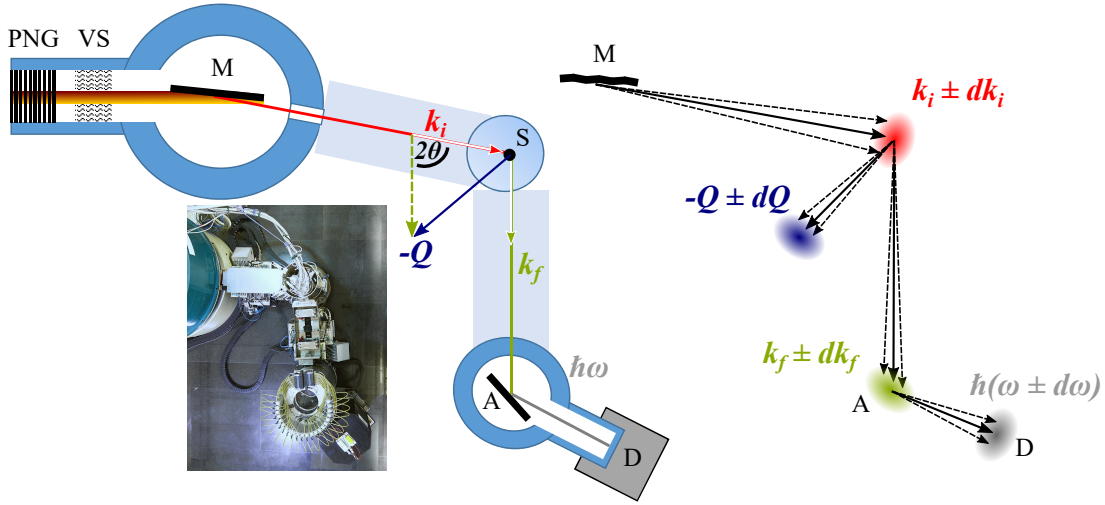 PNG
VS
M
k_i
S
2θ
-Q
k_f
ħω
A
D
M
k_i ± dk_i
-Q ± dQ
k_f ± dk_f
A
ħ(ω ± dω)
D